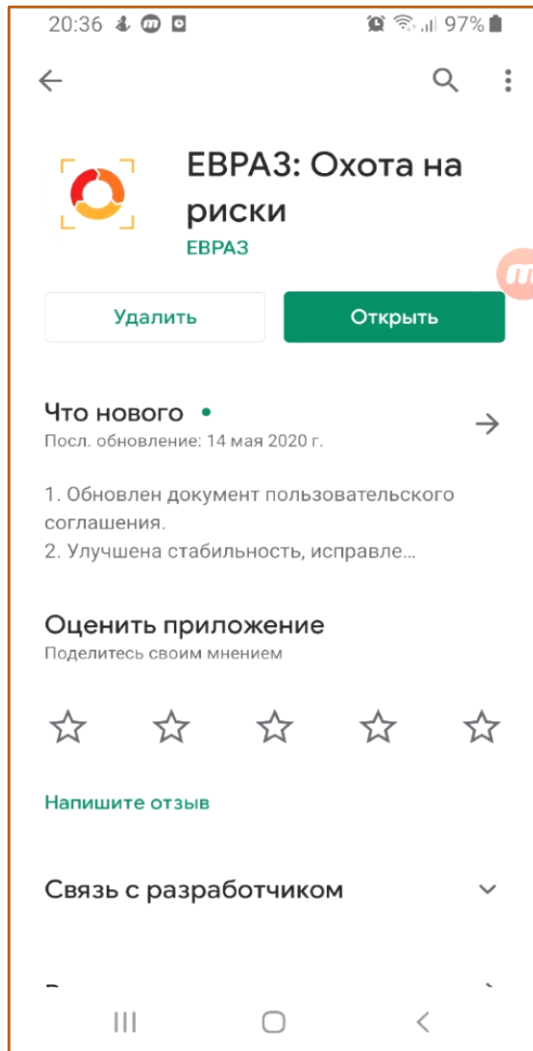 20:36 97%
ЕВРАЗ: Охота на
риски
ЕВРАЗ
Удалить Открыть
Что нового •
Посл. обновление: 14 мая 2020 г.
1. Обновлен документ пользовательского
соглашения.
2. Улучшена стабильность, исправле...
Оценить приложение
Поделитесь своим мнением
Напишите отзыв
Связь с разработчиком